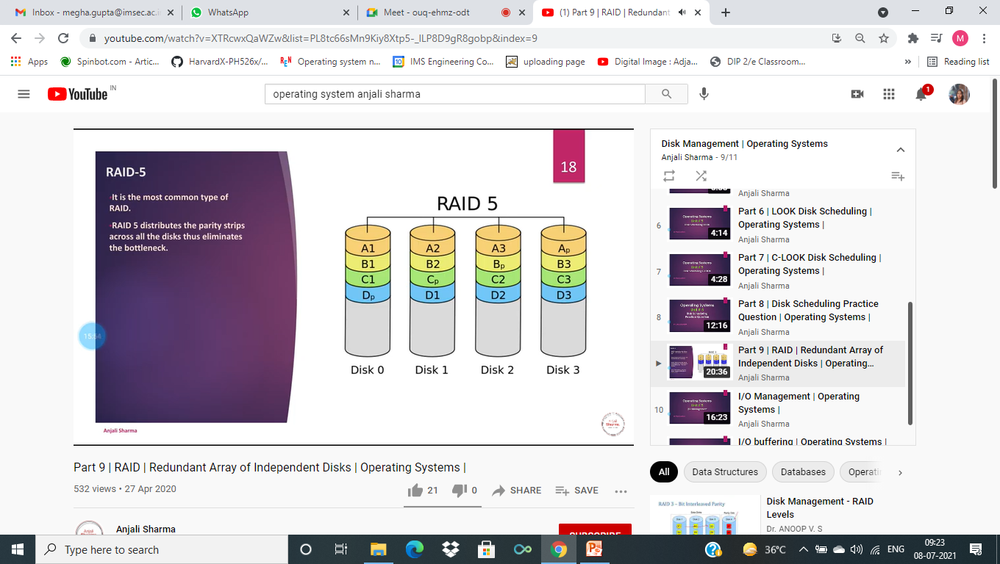 Inbox - megha.gupta@imsec.ac.i
WhatsApp
Meet - ouq-ehmz-odt
(1) Part 9 | RAID | Redundant
youtube.com/watch?v=XTRcwxQaWZw&list=PL8tc66sMn9Kiy8Xtp5-_lLP8D9gR8gobp&index=9
M
Apps
Spinbot.com - Artic...
HarvardX-PH526x/...
Operating system n...
IMS Engineering Co...
uploading page
Digital Image : Adja...
DIP 2/e Classroom...
Reading list
YouTube IN
operating system anjali sharma
1
18
RAID-5
It is the most common type of
RAID.
RAID 5 distributes the parity strips
across all the disks thus eliminates
the bottleneck.
RAID 5
A1 A2 A3 Ap
B1 B2 Bp B3
C1 Cp C2 C3
Dp D1 D2 D3
Disk 0 Disk 1 Disk 2 Disk 3
Anjali Sharma
Disk Management | Operating Systems
Anjali Sharma - 9/11
Anjali Sharma
6
4:14
Part 6 | LOOK Disk Scheduling |
Operating Systems |
Anjali Sharma
7
4:28
Part 7 | C-LOOK Disk Scheduling |
Operating Systems |
Anjali Sharma
8
12:16
Part 8 | Disk Scheduling Practice
Question | Operating Systems |
Anjali Sharma
20:36
Part 9 | RAID | Redundant Array of
Independent Disks | Operating...
Anjali Sharma
10
16:23
I/O Management | Operating
Systems |
Anjali Sharma
I/O buffering | Operating Systems |
Part 9 | RAID | Redundant Array of Independent Disks | Operating Systems |
532 views • 27 Apr 2020
21
0
SHARE
SAVE
Anjali Sharma
SUBSCRIBE
All
Data Structures
Databases
Operati
RAID 3 – Bit Interleaved Parity
Disk Management - RAID
Levels
Dr. ANOOP V. S
Type here to search
36°C
ENG
09:23
08-07-2021